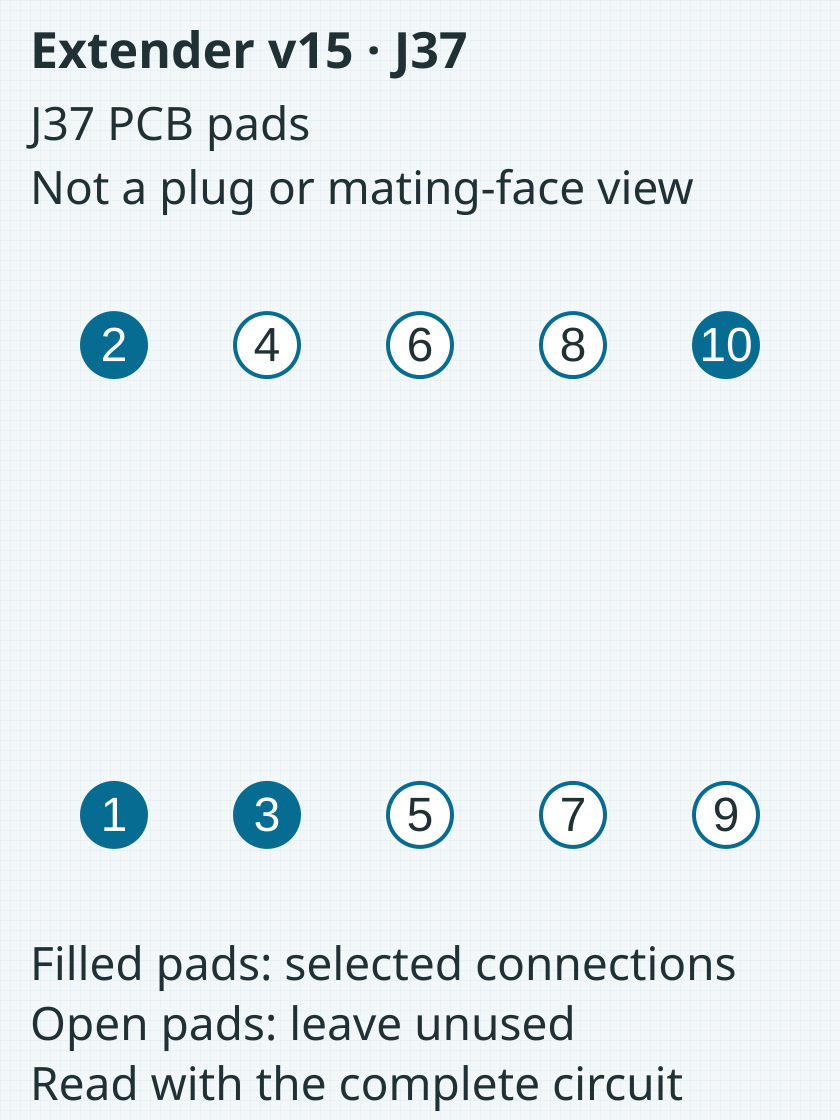 Extender v15 · J37
J37 PCB pads
Not a plug or mating-face view
2 4 6 8 10
1 3 5 7 9
Filled pads: selected connections
Open pads: leave unused
Read with the complete circuit